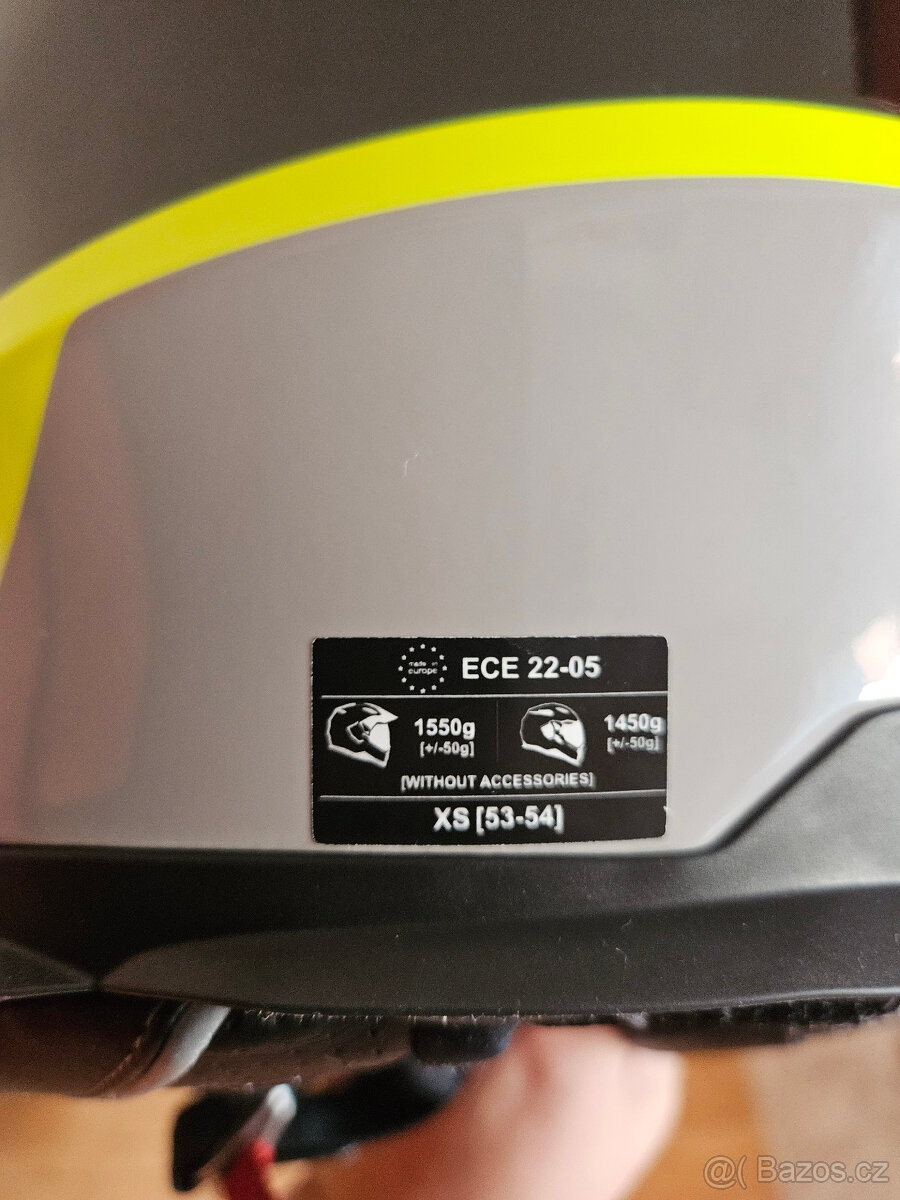 made in
europe
ECE 22-05
1550g
[+/-50g]
1450g
[+/-50g]
[WITHOUT ACCESSORIES]
XS [53-54]
@( Bazos.cz